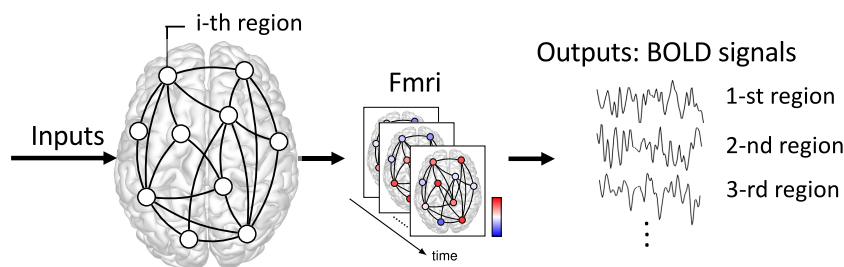 i-th region
Inputs
Fmri
time
Outputs: BOLD signals
1-st region
2-nd region
3-rd region